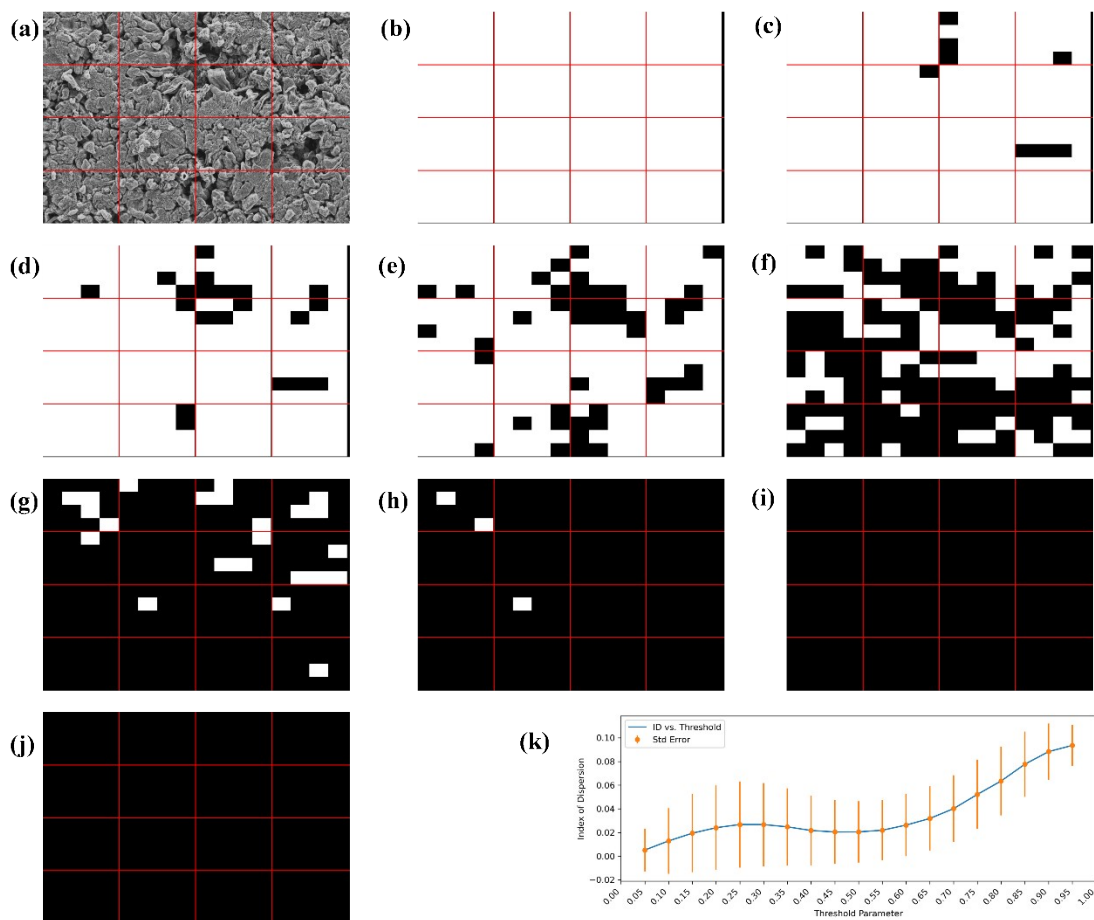 (a)
(b)
(c)
(d)
(e)
(f)
(g)
(h)
(i)
(j)
(k)
ID vs. Threshold
Std Error
Index of Dispersion
0.10
0.08
0.06
0.04
0.02
0.00
−0.02
0.00
0.05
0.10
0.15
0.20
0.25
0.30
0.35
0.40
0.45
0.50
0.55
0.60
0.65
0.70
0.75
0.80
0.85
0.90
0.95
1.00
Threshold Parameter